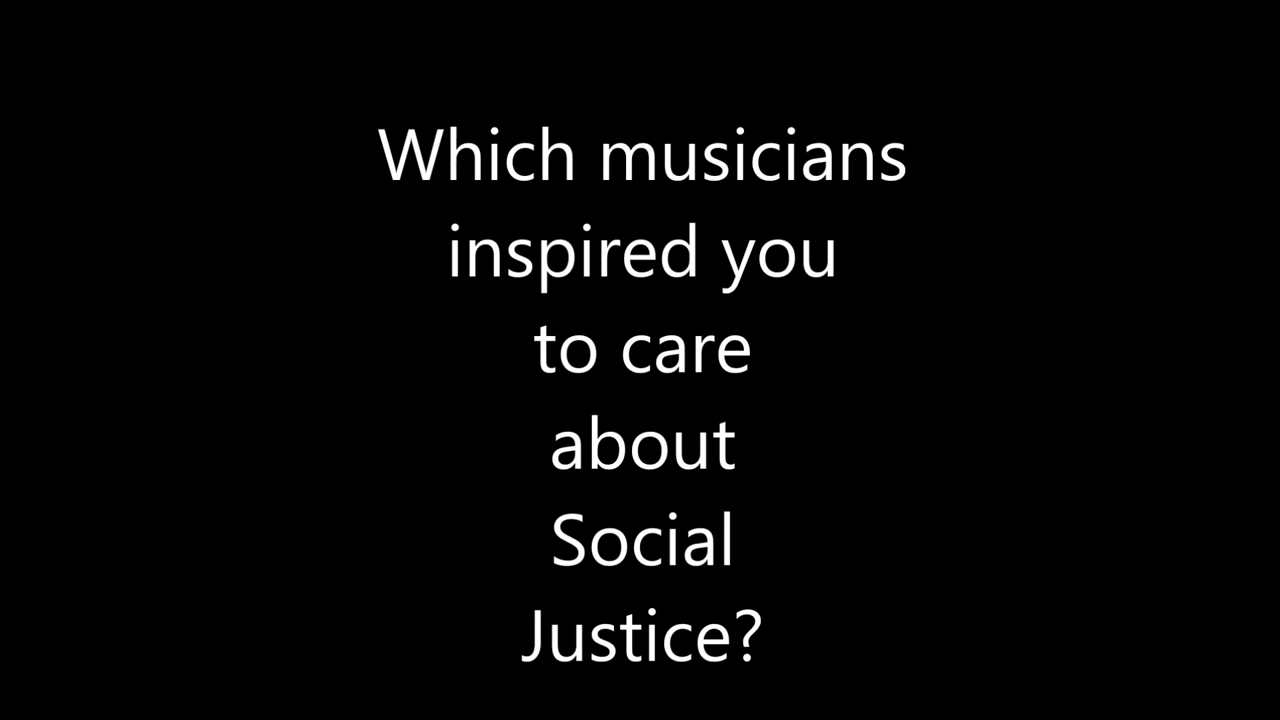 Which musicians
inspired you
to care
about
Social
Justice?